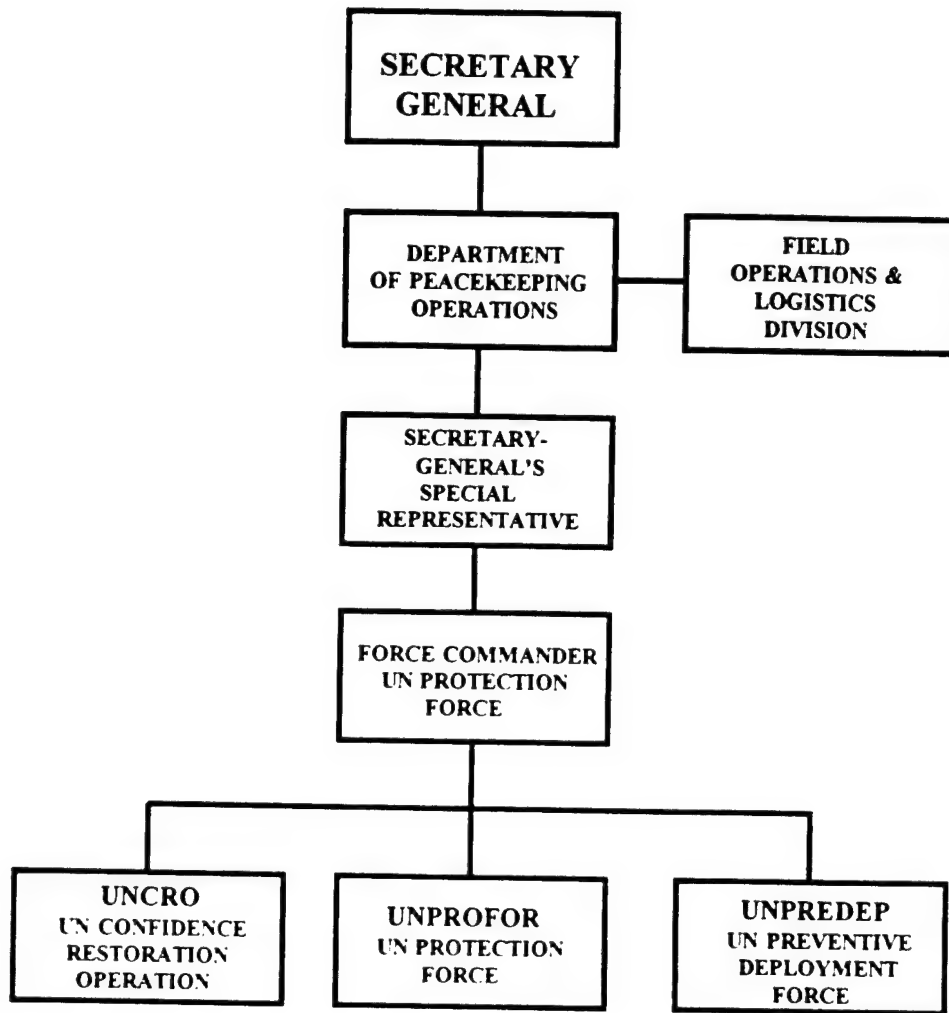 SECRETARY
GENERAL
DEPARTMENT
OF PEACEKEEPING
OPERATIONS
FIELD
OPERATIONS &
LOGISTICS
DIVISION
SECRETARY-
GENERAL'S
SPECIAL
REPRESENTATIVE
FORCE COMMANDER
UN PROTECTION
FORCE
UNCRO
UN CONFIDENCE
RESTORATION
OPERATION
UNPROFOR
UN PROTECTION
FORCE
UNPREDEP
UN PREVENTIVE
DEPLOYMENT
FORCE